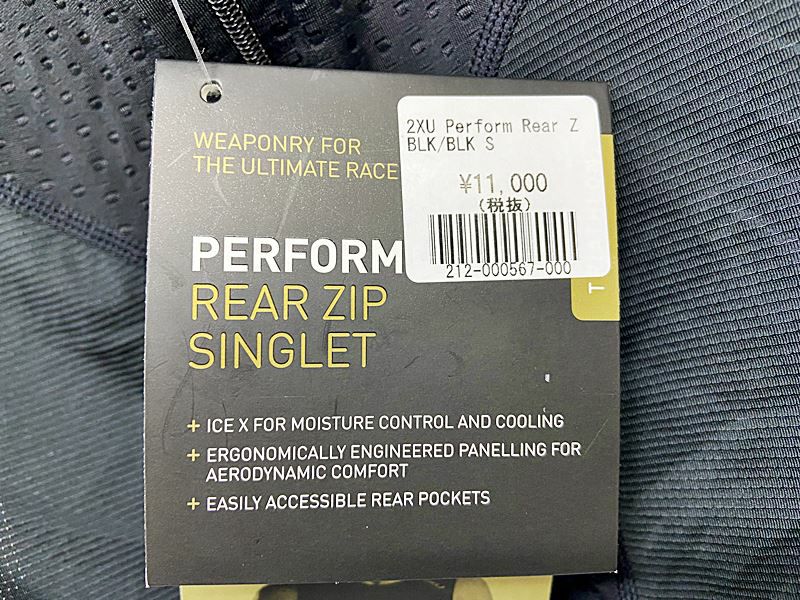 WEAPONRY FOR
THE ULTIMATE RACE
2XU Perform Rear Z
BLK/BLK S
¥11,000
(税抜)
212-000567-000
T
PERFORM
REAR ZIP
SINGLET
+ ICE X FOR MOISTURE CONTROL AND COOLING
+ ERGONOMICALLY ENGINEERED PANELLING FOR
AERODYNAMIC COMFORT
+ EASILY ACCESSIBLE REAR POCKETS